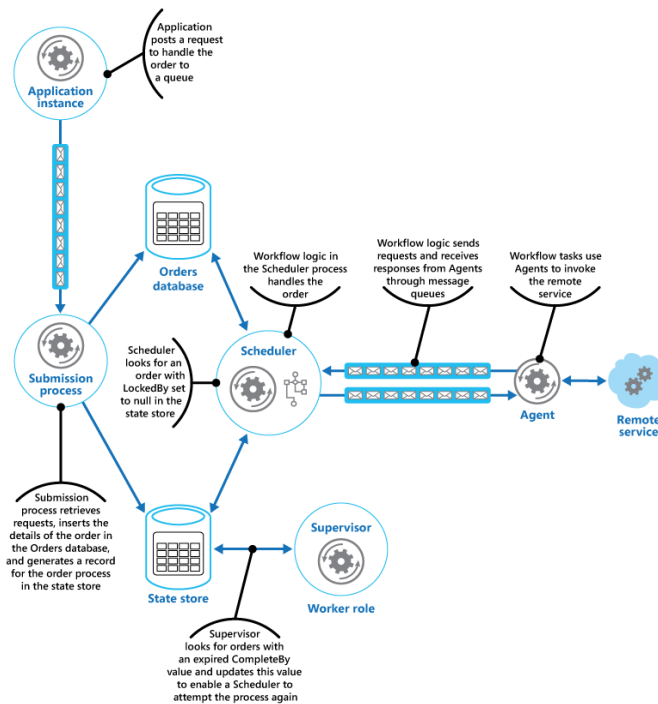 Application
posts a request
to handle the
order to
a queue
Application
instance
Orders
database
Workflow logic in
the Scheduler process
handles the
order
Workflow logic sends
requests and receives
responses from Agents
through message
queues
Workflow tasks use
Agents to invoke
the remote
service
Submission
process
Scheduler
looks for an
order with
LockedBy set
to null in the
state store
Scheduler
Agent
Remote
service
Submission
process retrieves
requests, inserts the
details of the order in
the Orders database,
and generates a record
for the order process
in the state store
State store
Supervisor
Worker role
Supervisor
looks for orders with
an expired CompleteBy
value and updates this value
to enable a Scheduler to
attempt the process again